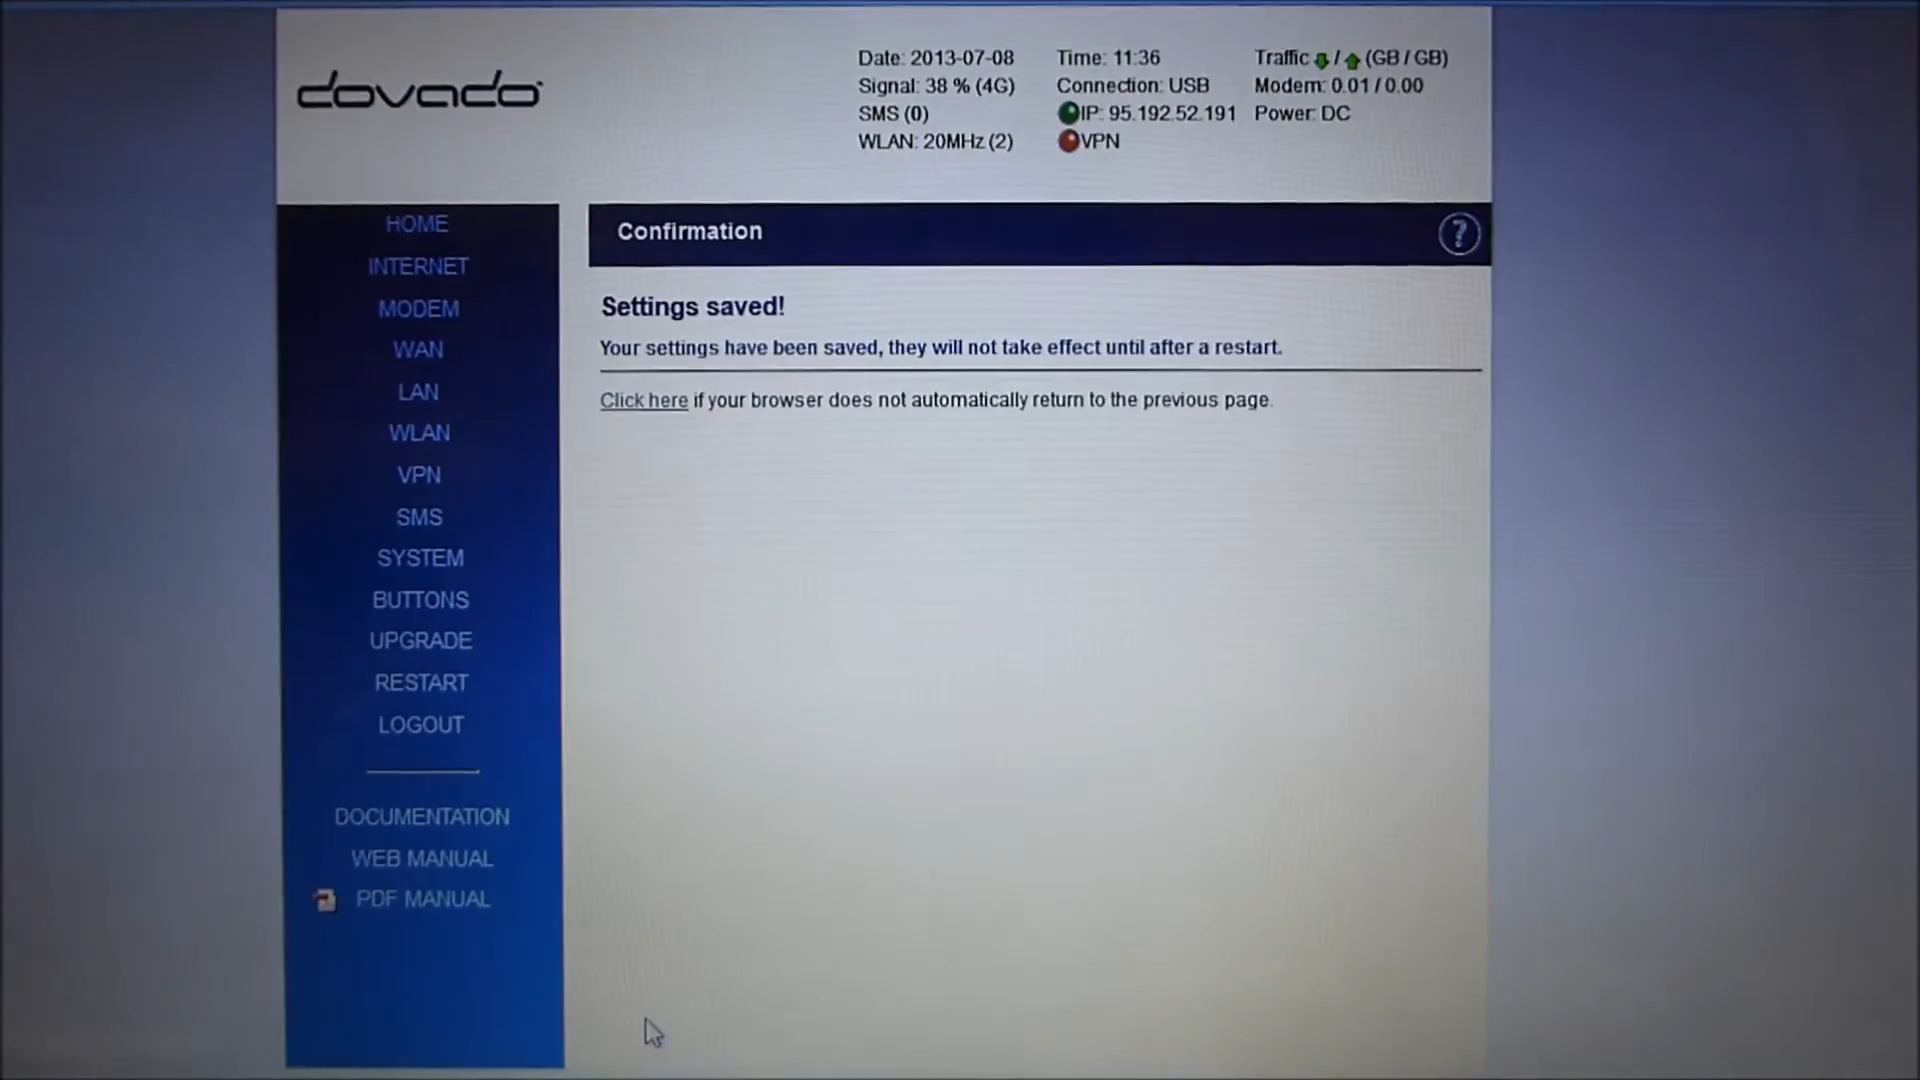 dovado
Date: 2013-07-08
Signal: 38 % (4G)
SMS (0)
WLAN: 20MHz (2)
Time: 11:36
Connection: USB
IP: 95.192.52.191
VPN
Traffic / (GB / GB)
Modem: 0.01 / 0.00
Power: DC
HOME
INTERNET
MODEM
WAN
LAN
WLAN
VPN
SMS
SYSTEM
BUTTONS
UPGRADE
RESTART
LOGOUT
DOCUMENTATION
WEB MANUAL
PDF MANUAL
Confirmation
?
Settings saved!
Your settings have been saved, they will not take effect until after a restart.
Click here if your browser does not automatically return to the previous page.